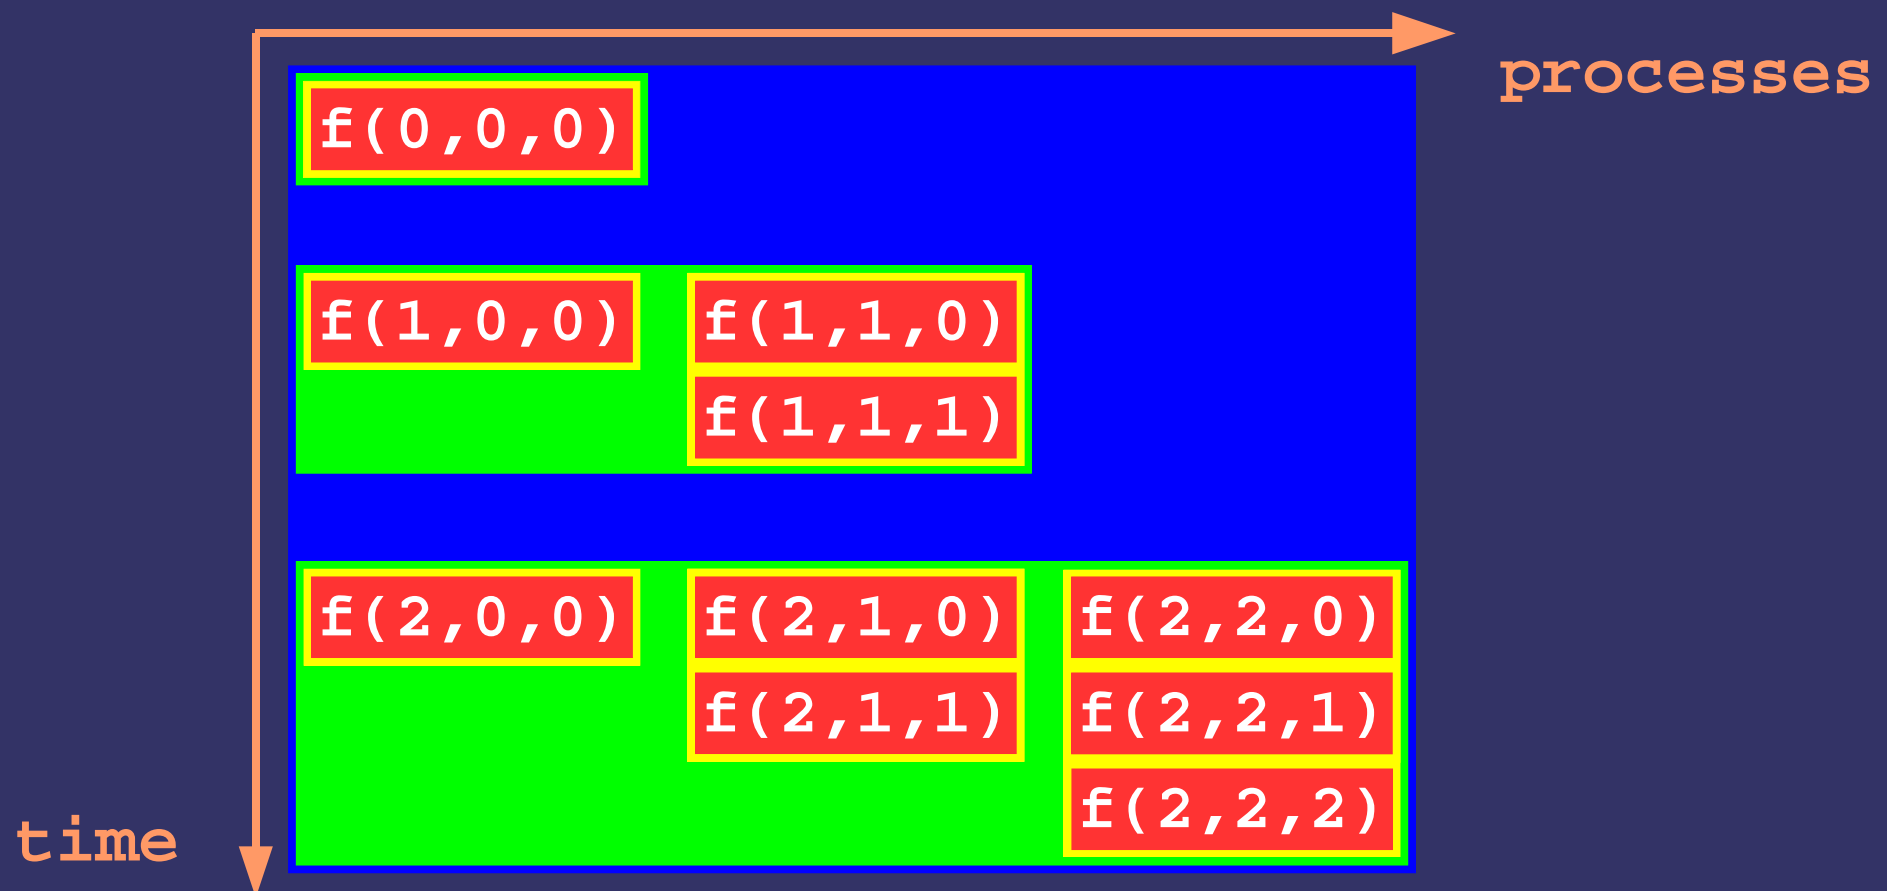 processes
f(0,0,0)
f(1,0,0) f(1,1,0)
f(1,1,1)
f(2,0,0) f(2,1,0) f(2,2,0)
f(2,1,1) f(2,2,1)
f(2,2,2)
time